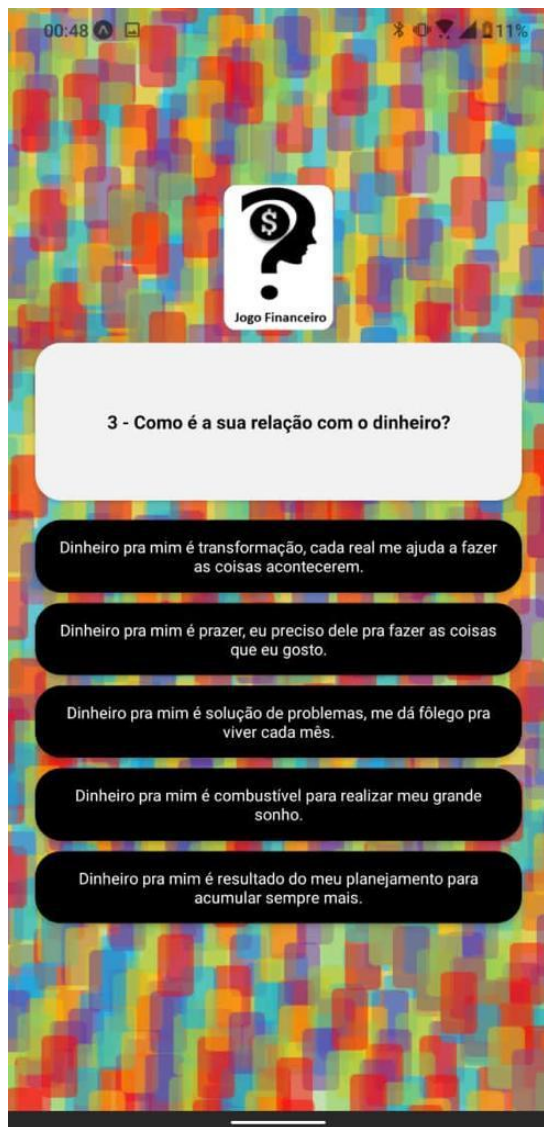 00:48
11%
$
Jogo Financeiro
3 - Como é a sua relação com o dinheiro?
Dinheiro pra mim é transformação, cada real me ajuda a fazer
as coisas acontecerem.
Dinheiro pra mim é prazer, eu preciso dele pra fazer as coisas
que eu gosto.
Dinheiro pra mim é solução de problemas, me dá fôlego pra
viver cada mês.
Dinheiro pra mim é combustível para realizar meu grande
sonho.
Dinheiro pra mim é resultado do meu planejamento para
acumular sempre mais.